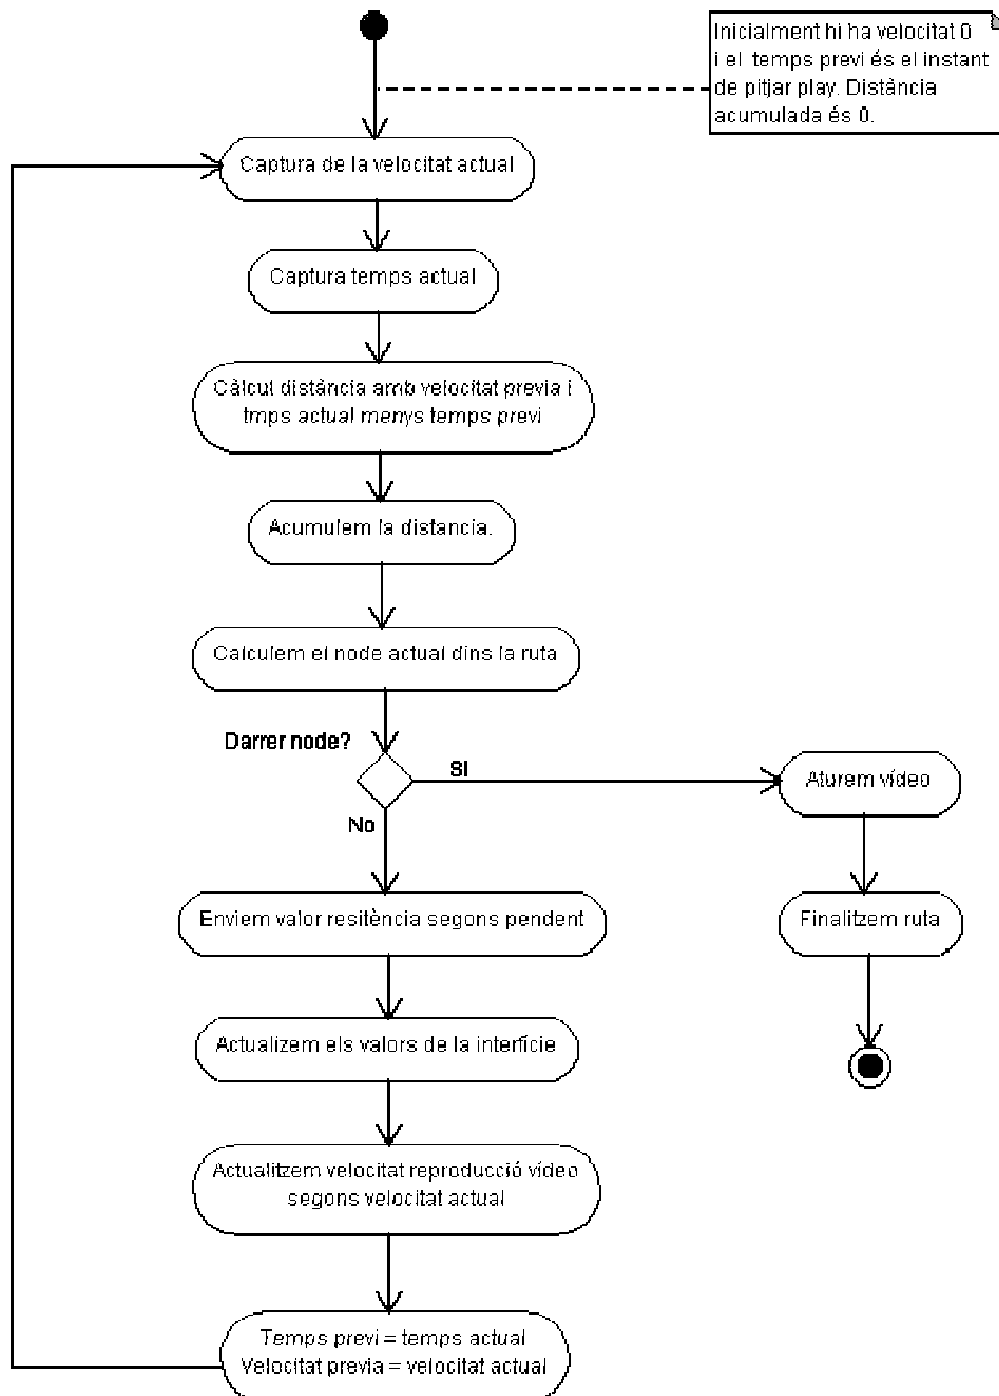 Inicialment hi ha velocitat 0
i el temps previ és el instant
de pitjar play. Distància
acumulada és 0.
Captura de la velocitat actual
Captura temps actual
Càlcul distància amb velocitat previa i
tmps actual menys temps previ
Acumulem la distancia.
Calculem el node actual dins la ruta
Darrer node?
SI
Aturem vídeo
No
Enviem valor resitència segons pendent
Finalitzem ruta
Actualizem els valors de la interfície
Actualitzem velocitat reproducció vídeo
segons velocitat actual
Temps previ = temps actual
Velocitat previa = velocitat actual